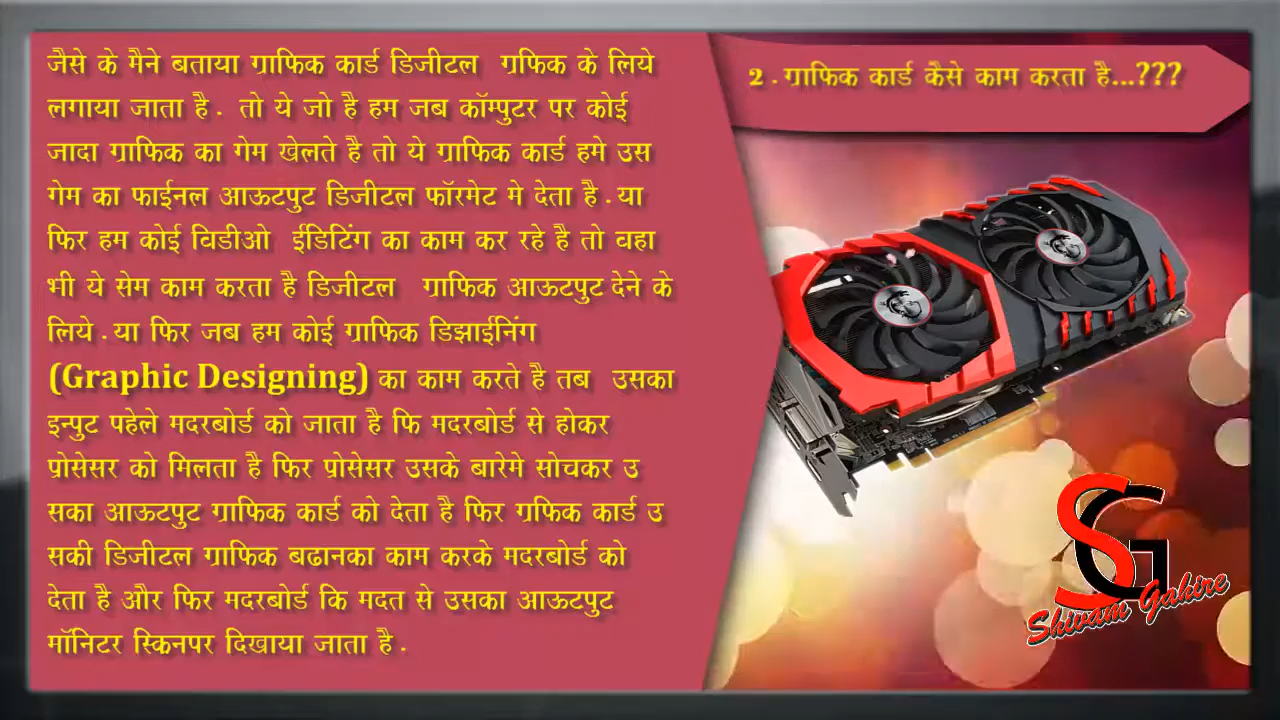 जैसे के मैने बताया ग्राफिक कार्ड डिजीटल ग्रफिक के लिये
लगाया जाता है. तो ये जो है हम जब कॉम्पुटर पर कोई
जादा ग्राफिक का गेम खेलते है तो ये ग्राफिक कार्ड हमे उस
गेम का फाईनल आऊटपुट डिजीटल फॉरमेट मे देता है.या
फिर हम कोई विडीओ ईडिटिंग का काम कर रहे है तो वहा
भी ये सेम काम करता है डिजीटल ग्राफिक आऊटपुट देने के
लिये.या फिर जब हम कोई ग्राफिक डिझाईनिंग
(Graphic Designing) का काम करते है तब उसका
इन्पुट पहेले मदरबोर्ड को जाता है फि मदरबोर्ड से होकर
प्रोसेसर को मिलता है फिर प्रोसेसर उसके बारेमे सोचकर उ
सका आऊटपुट ग्राफिक कार्ड को देता है फिर ग्रफिक कार्ड उ
सकी डिजीटल ग्राफिक बढानका काम करके मदरबोर्ड को
देता है और फिर मदरबोर्ड कि मदत से उसका आऊटपुट
मॉनिटर स्किनपर दिखाया जाता है.
2.ग्राफिक कार्ड कैसे काम करता है...???
SG
Shivam Gahire